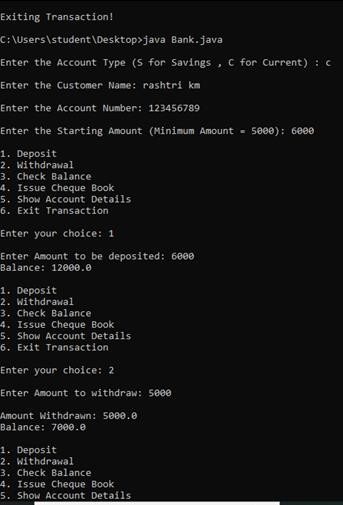 Exiting Transaction!
C:\Users\student\Desktop>java Bank.java
Enter the Account Type (S for Savings , C for Current) : c
Enter the Customer Name: rashtri km
Enter the Account Number: 123456789
Enter the Starting Amount (Minimum Amount = 5000): 6000
1. Deposit
2. Withdrawal
3. Check Balance
4. Issue Cheque Book
5. Show Account Details
6. Exit Transaction
Enter your choice: 1
Enter Amount to be deposited: 6000
Balance: 12000.0
1. Deposit
2. Withdrawal
3. Check Balance
4. Issue Cheque Book
5. Show Account Details
6. Exit Transaction
Enter your choice: 2
Enter Amount to withdraw: 5000
Amount Withdrawn: 5000.0
Balance: 7000.0
1. Deposit
2. Withdrawal
3. Check Balance
4. Issue Cheque Book
5. Show Account Details